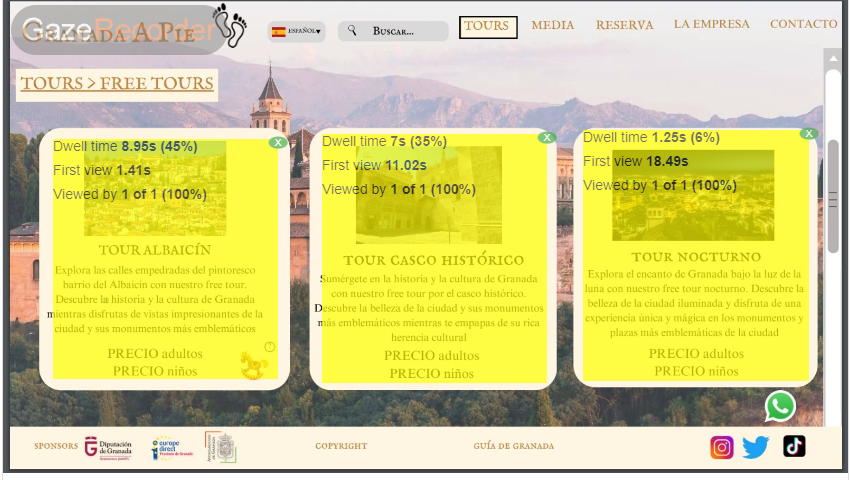 GazeRecorder
GRANADA A PIE
ESPAÑOL
BUSCAR...
TOURS
MEDIA
RESERVA
LA EMPRESA
CONTACTO
TOURS > FREE TOURS
Dwell time 8.95s (45%)
First view 1.41s
Viewed by 1 of 1 (100%)
X
TOUR ALBAICÍN
Explora las calles empedradas del pintoresco
barrio del Albaicín con nuestro free tour.
Descubre la historia y la cultura de Granada
mientras disfrutas de vistas impresionantes de la
ciudad y sus monumentos más emblemáticos
PRECIO adultos
PRECIO niños
Dwell time 7s (35%)
First view 11.02s
Viewed by 1 of 1 (100%)
X
TOUR CASCO HISTÓRICO
Sumérgete en la historia y la cultura de Granada
con nuestro free tour por el casco histórico.
Descubre la belleza de la ciudad y sus monumentos
más emblemáticos mientras te empapas de su rica
herencia cultural
PRECIO adultos
PRECIO niños
Dwell time 1.25s (6%)
First view 18.49s
Viewed by 1 of 1 (100%)
X
TOUR NOCTURNO
Explora el encanto de Granada bajo la luz de la
luna con nuestro free tour nocturno. Descubre la
belleza de la ciudad iluminada y disfruta de una
experiencia única y mágica en los monumentos y
plazas más emblemáticas de la ciudad
PRECIO adultos
PRECIO niños
SPONSORS
Diputación
de Granada
europe
direct
Provincia de Granada
COPYRIGHT
GUÍA DE GRANADA